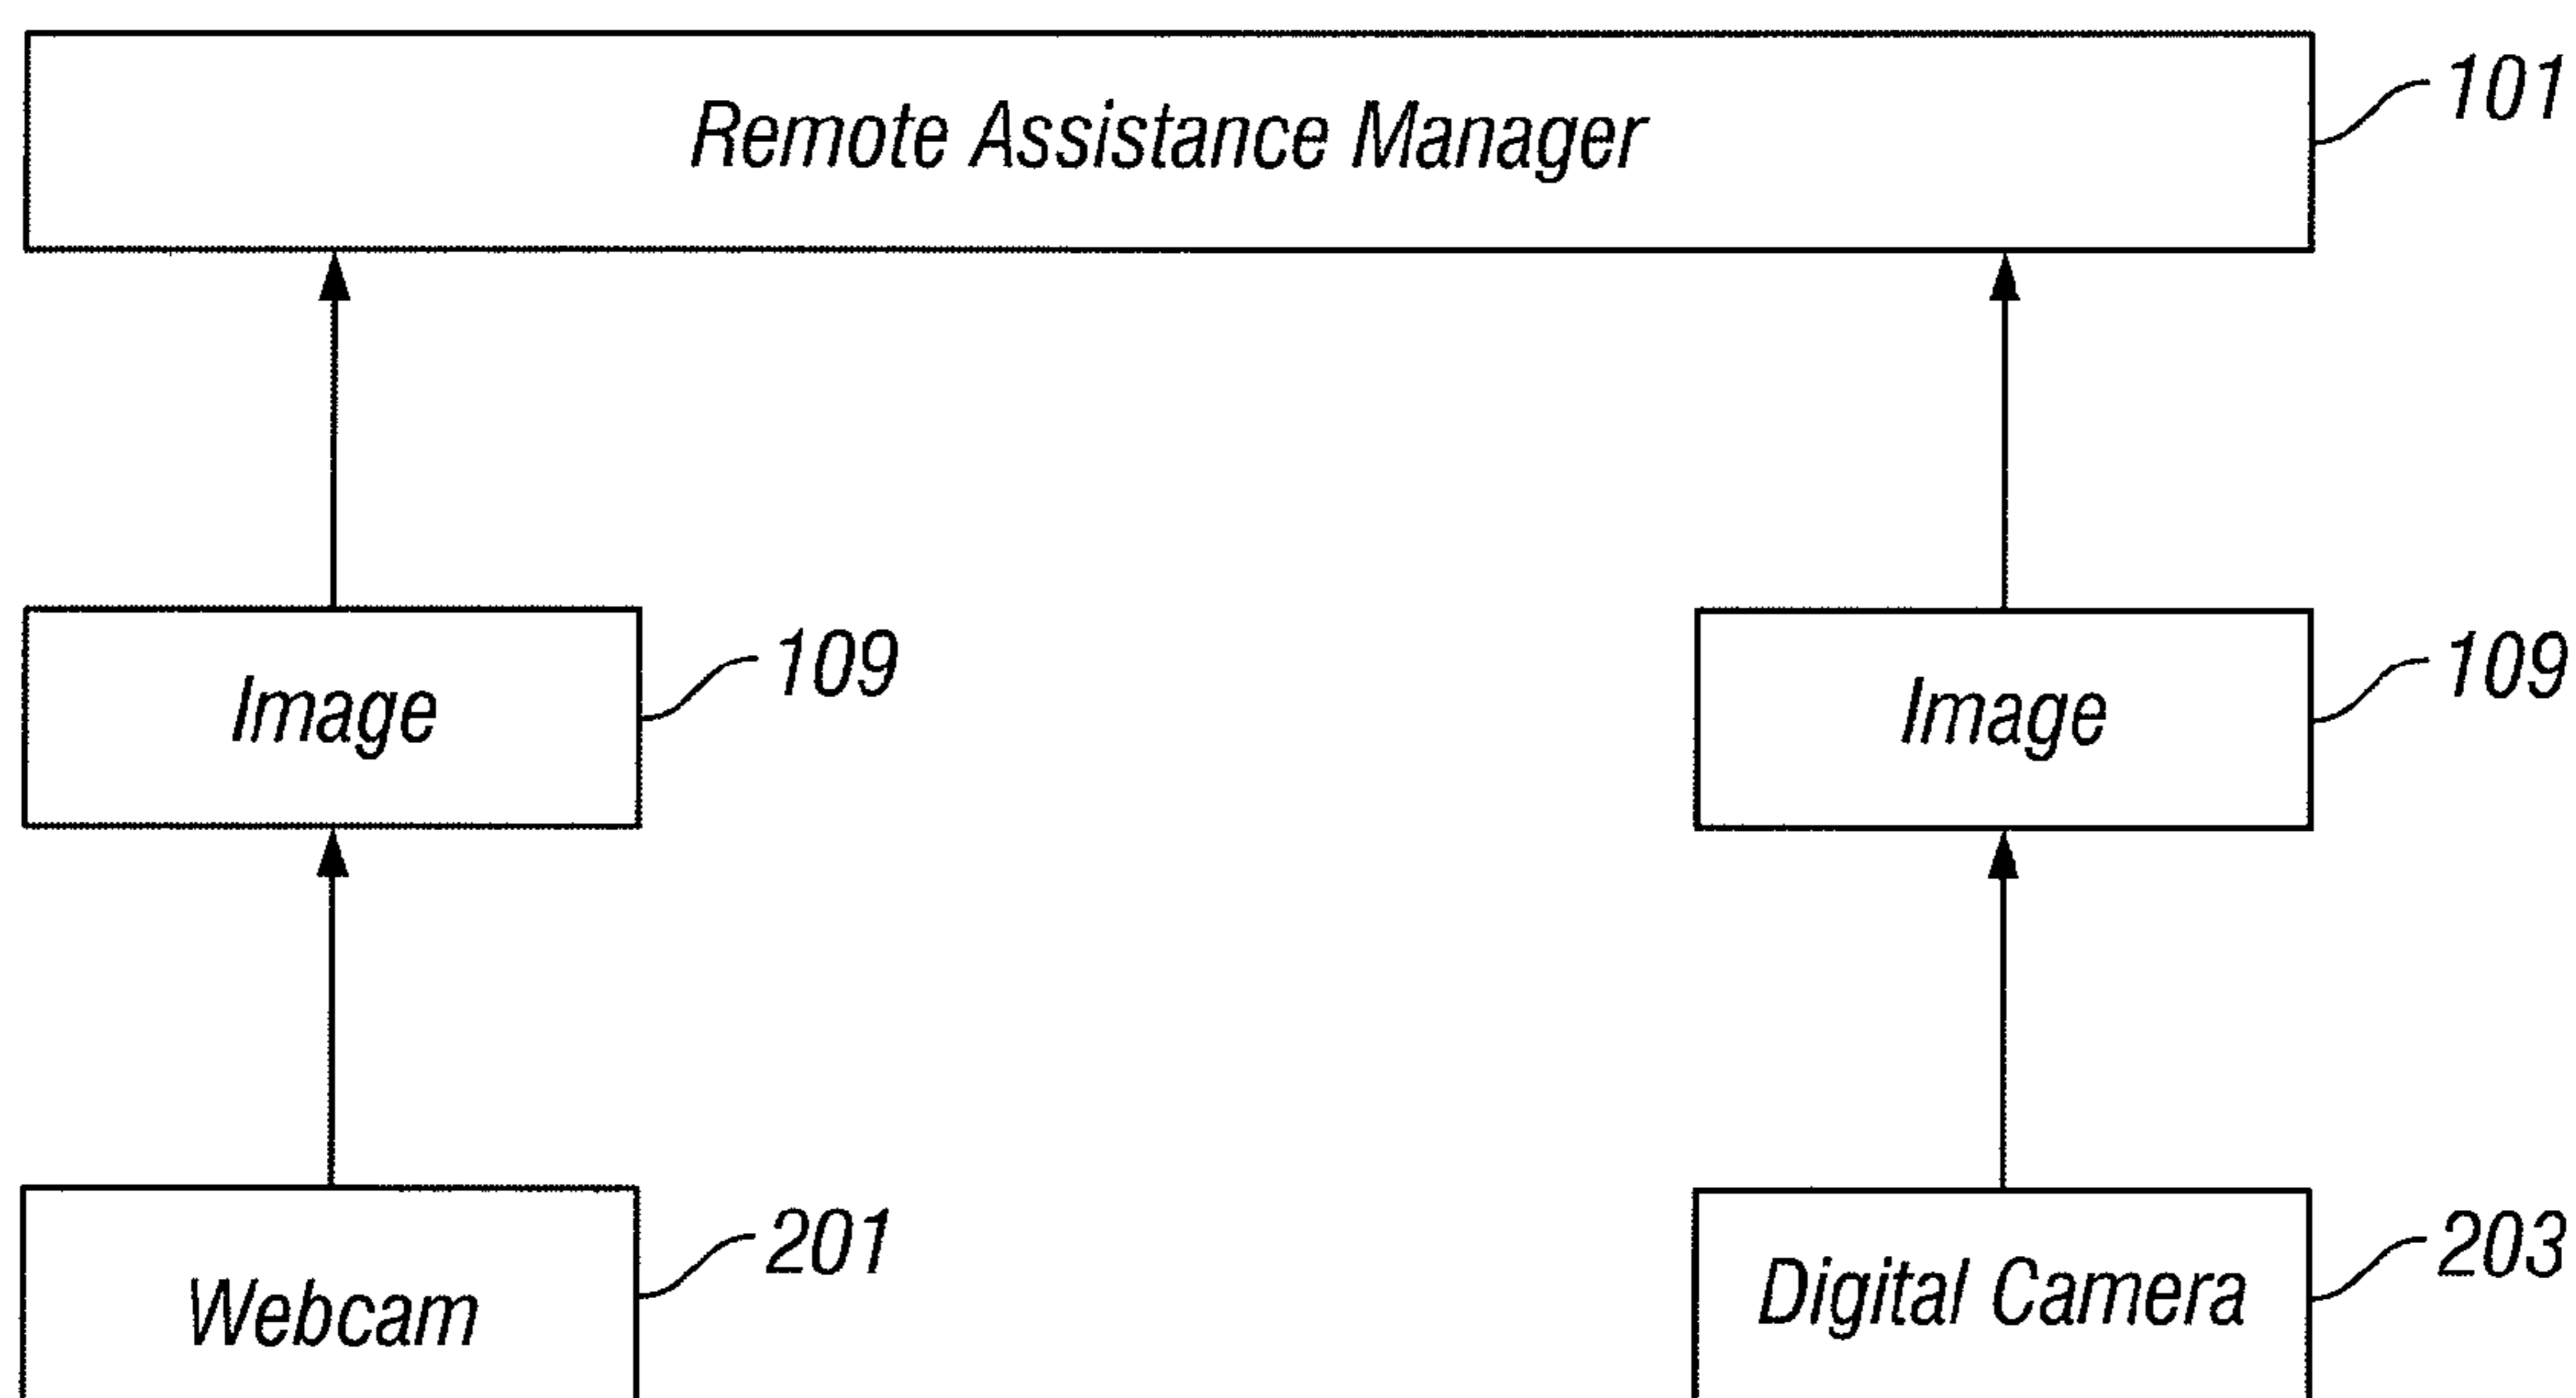 Remote Assistance Manager
101
Image
109
Image
109
Webcam
201
Digital Camera
203